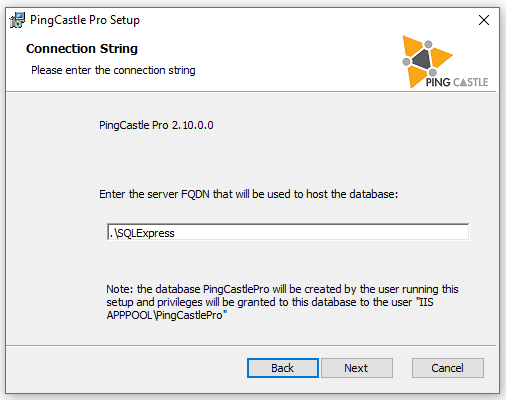 PingCastle Pro Setup
Connection String
Please enter the connection string
PING CASTLE
PingCastle Pro 2.10.0.0
Enter the server FQDN that will be used to host the database:
.\SQLExpress
Note: the database PingCastlePro will be created by the user running this
setup and privileges will be granted to this database to the user "IIS
APPPOOL\PingCastlePro"
Back Next Cancel